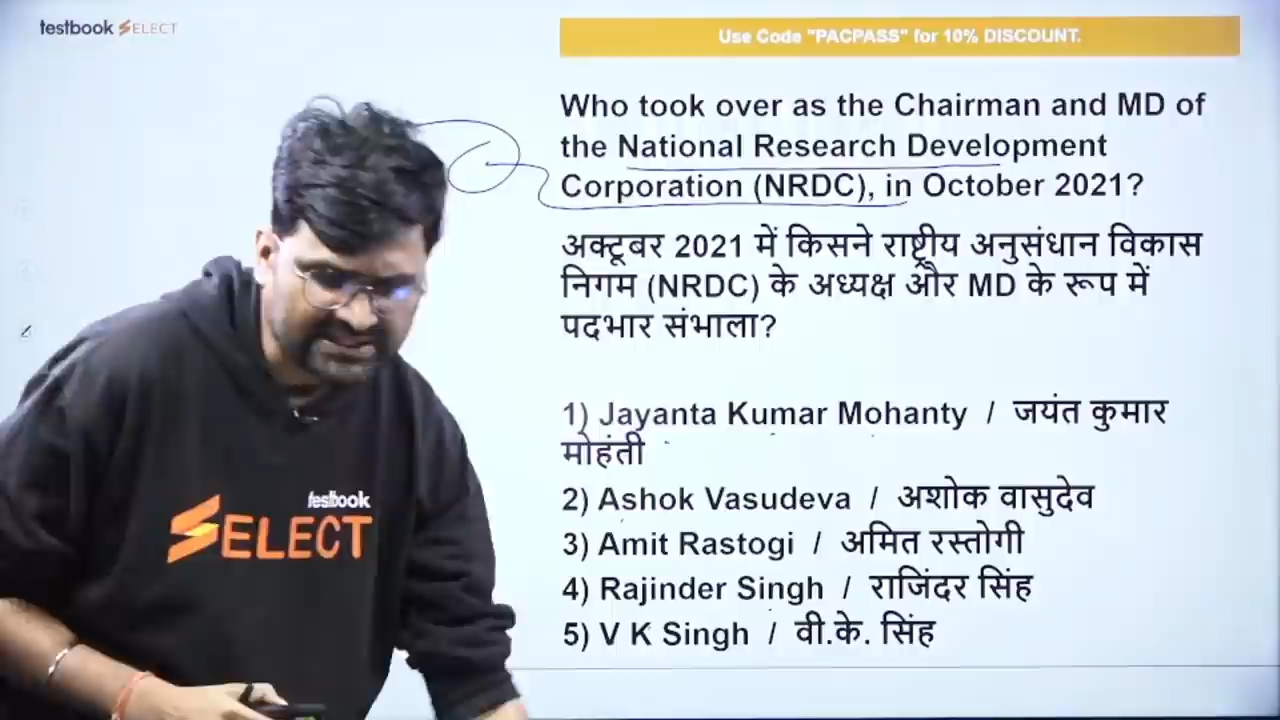 testbook SELECT
Use Code "PACPASS" for 10% DISCOUNT.
Who took over as the Chairman and MD of
the National Research Development
Corporation (NRDC), in October 2021?
अक्टूबर 2021 में किसने राष्ट्रीय अनुसंधान विकास
निगम (NRDC) के अध्यक्ष और MD के रूप में
पदभार संभाला?
1) Jayanta Kumar Mohanty / जयंत कुमार
मोहंती
2) Ashok Vasudeva / अशोक वासुदेव
3) Amit Rastogi / अमित रस्तोगी
4) Rajinder Singh / राजिंदर सिंह
5) V K Singh / वी.के. सिंह
testbook
SELECT